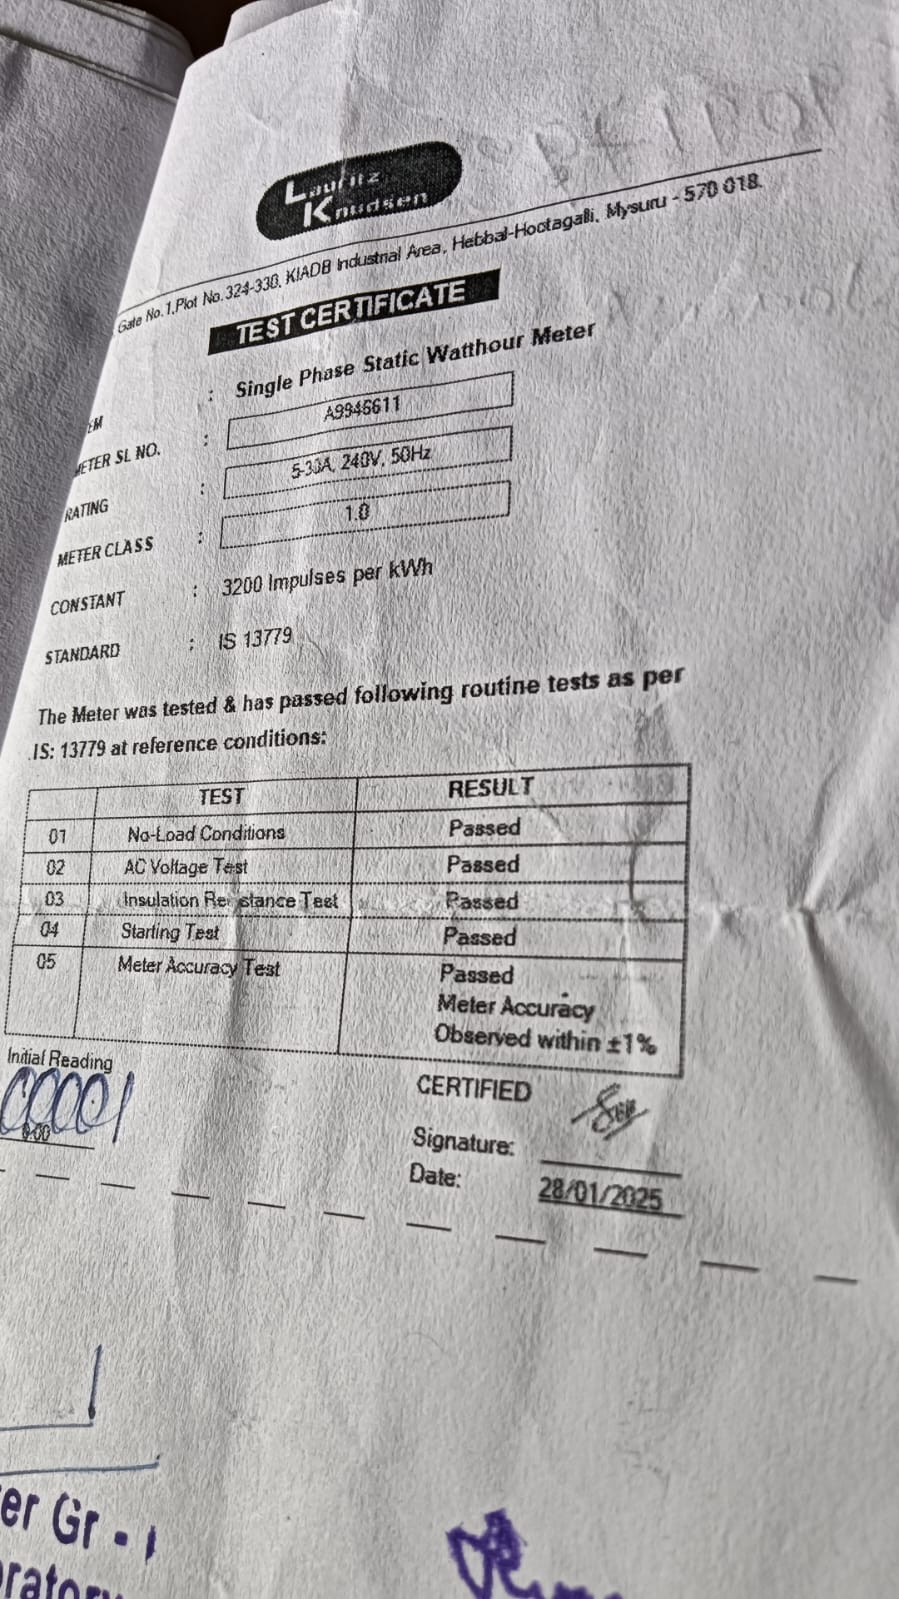 Lauritz
Knudsen
Gate No.1,Plot No.324-330, KIADB Industrial Area, Hebbal-Hootagalli, Mysuru - 570 018.
TEST CERTIFICATE
EM : Single Phase Static Watthour Meter
METER SL NO. : A9946611
RATING : 5-30A, 240V, 50Hz
METER CLASS : 1.0
CONSTANT : 3200 Impulses per kWh
STANDARD : IS 13779
The Meter was tested & has passed following routine tests as per
IS: 13779 at reference conditions:
TEST RESULT
01 No-Load Conditions Passed
02 AC Voltage Test Passed
03 Insulation Resistance Test Passed
04 Starting Test Passed
05 Meter Accuracy Test Passed
Meter Accuracy
Observed within ±1%
Initial Reading
00001
0.00
CERTIFIED
Signature:
Date: 28/01/2025
er Gr - I